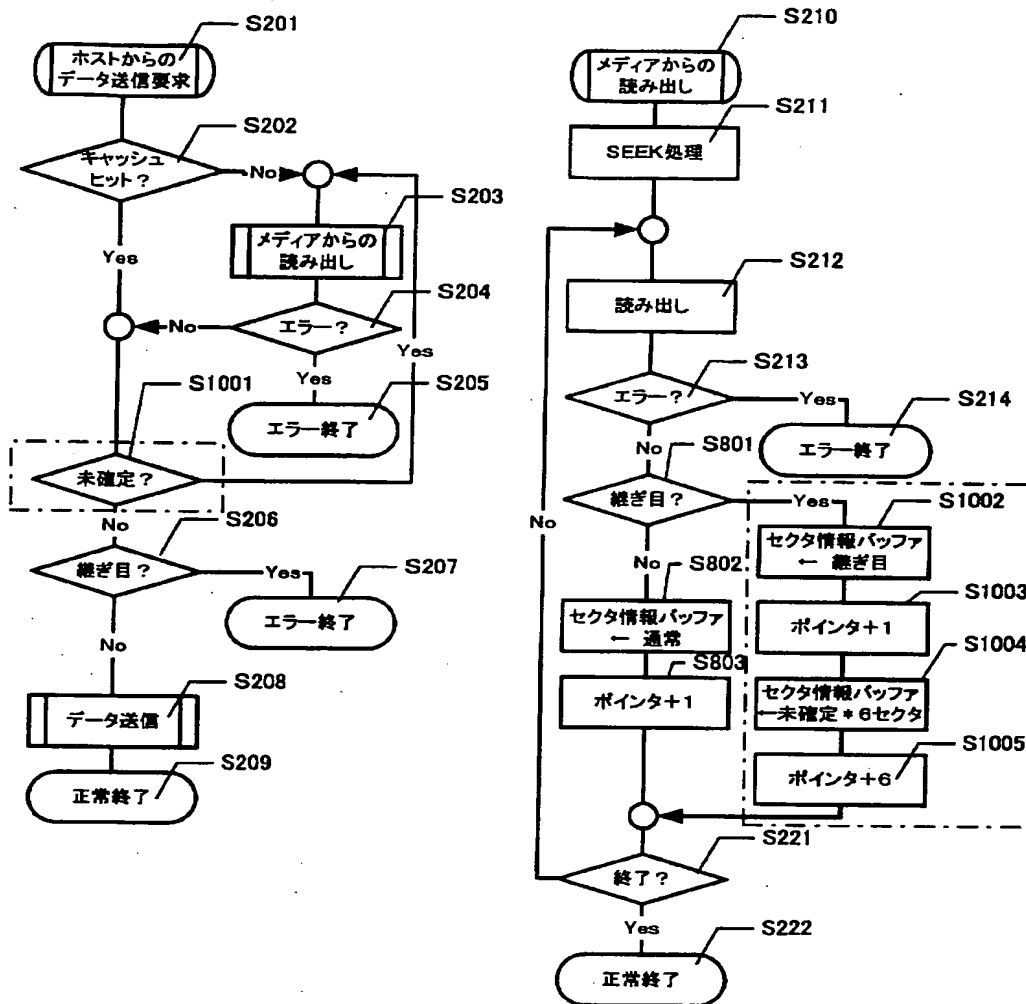 S201
ホストからの
データ送信要求
S202
キャッシュ
ヒット?
No
Yes
S203
メディアからの
読み出し
S204
エラー?
No
Yes
Yes
S205
エラー終了
S1001
未確定?
No
S206
継ぎ目?
Yes
S207
エラー終了
No
S208
データ送信
S209
正常終了
S210
メディアからの
読み出し
S211
SEEK処理
S212
読み出し
S213
エラー?
Yes
S214
エラー終了
No
S801
継ぎ目?
Yes
No
S802
セクタ情報バッファ
← 通常
S803
ポインタ+1
S1002
セクタ情報バッファ
← 継ぎ目
S1003
ポインタ+1
S1004
セクタ情報バッファ
←未確定*6セクタ
S1005
ポインタ+6
S221
終了?
No
Yes
S222
正常終了